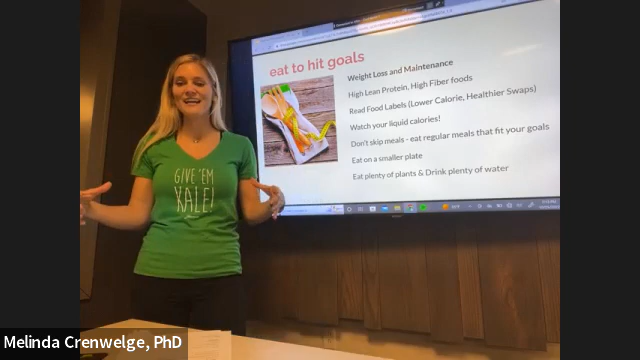 eat to hit goals
Weight Loss and Maintenance
High Lean Protein, High Fiber foods
Read Food Labels (Lower Calorie, Healthier Swaps)
Watch your liquid calories!
Don't skip meals - eat regular meals that fit your goals
Eat on a smaller plate
Eat plenty of plants & Drink plenty of water
GIVE 'EM
KALE!
Melinda Crenwelge, PhD